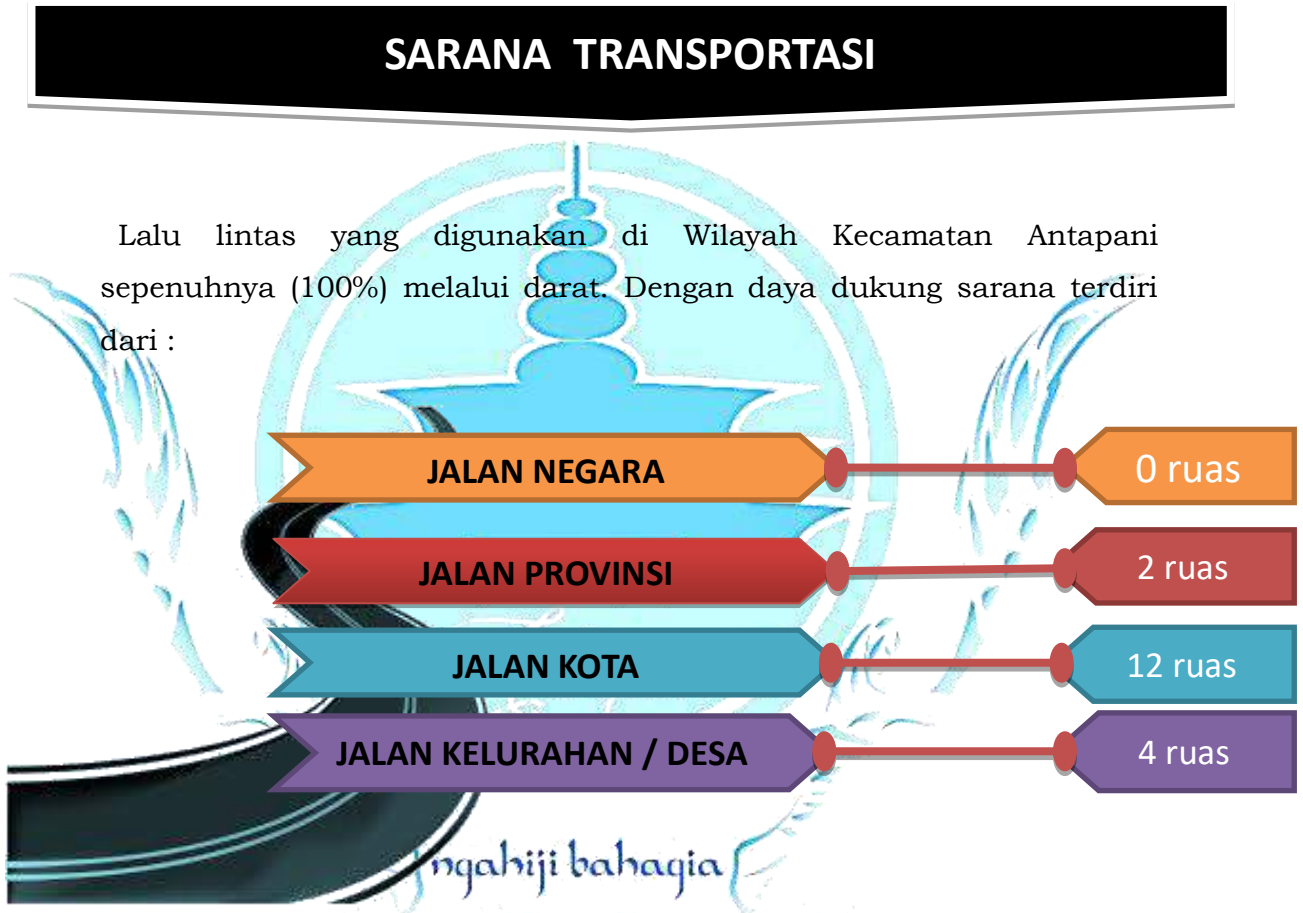 SARANA TRANSPORTASI
Lalu lintas yang digunakan di Wilayah Kecamatan Antapani
sepenuhnya (100%) melalui darat. Dengan daya dukung sarana terdiri
dari :
JALAN NEGARA 0 ruas
JALAN PROVINSI 2 ruas
JALAN KOTA 12 ruas
JALAN KELURAHAN / DESA 4 ruas
ngahiji bahagia